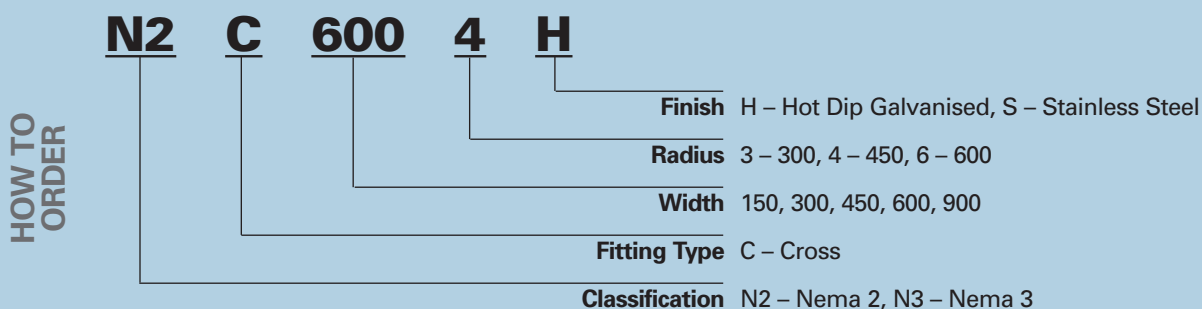 N2 C 600 4 H
HOW TO
ORDER
Finish H – Hot Dip Galvanised, S – Stainless Steel
Radius 3 – 300, 4 – 450, 6 – 600
Width 150, 300, 450, 600, 900
Fitting Type C – Cross
Classification N2 – Nema 2, N3 – Nema 3